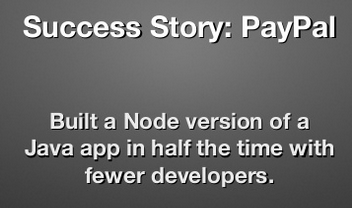 Success Story: PayPal
Built a Node version of a
Java app in half the time with
fewer developers.